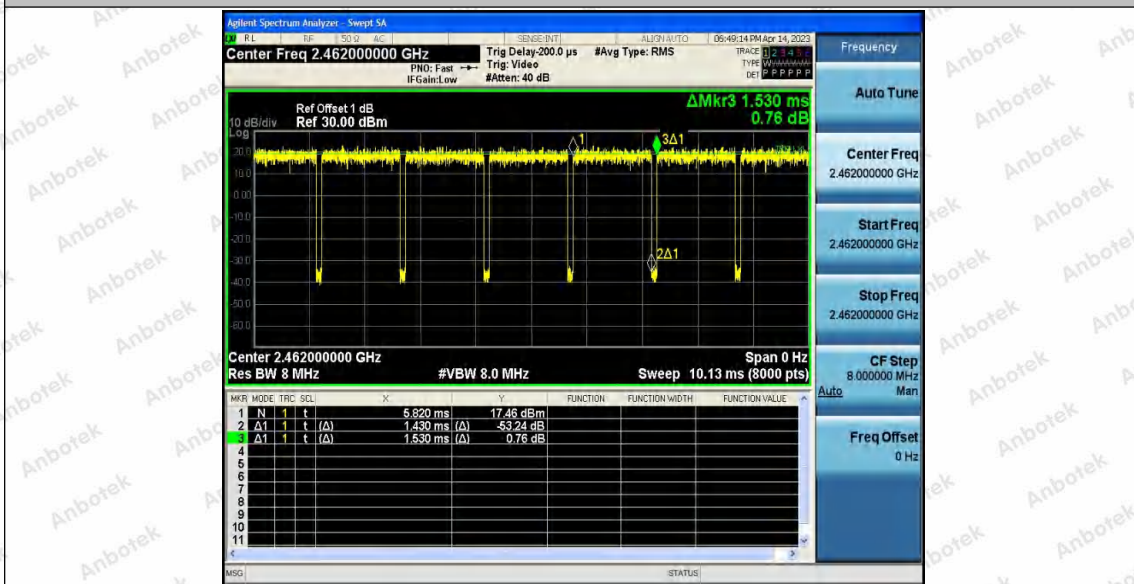 Agilent Spectrum Analyzer - Swept SA
RL RF 50 Ω AC SENSE:INT ALIGN AUTO 06:49:14 PM Apr 14, 2023
Center Freq 2.462000000 GHz
PNO: Fast
IFGain:Low
Trig Delay-200.0 µs
Trig: Video
#Atten: 40 dB
#Avg Type: RMS
TRACE 1 2 3 4 5 6
TYPE
DET P P P P P P
Ref Offset 1 dB
Ref 30.00 dBm
10 dB/div
Log
ΔMkr3 1.530 ms
0.76 dB
20.0
10.0
0.00
-10.0
-20.0
-30.0
-40.0
-50.0
-60.0
1
3Δ1
2Δ1
Center 2.462000000 GHz
Span 0 Hz
Res BW 8 MHz
#VBW 8.0 MHz
Sweep 10.13 ms (8000 pts)
MKR MODE TRC SCL X Y FUNCTION FUNCTION WIDTH FUNCTION VALUE
1 N 1 t 5.820 ms 17.46 dBm
2 Δ1 1 t (Δ) 1.430 ms (Δ) -53.24 dB
3 Δ1 1 t (Δ) 1.530 ms (Δ) 0.76 dB
4
5
6
7
8
9
10
11
MSG
STATUS
Frequency
Auto Tune
Center Freq
2.462000000 GHz
Start Freq
2.462000000 GHz
Stop Freq
2.462000000 GHz
CF Step
8.000000 MHz
Auto Man
Freq Offset
0 Hz
Anbotek